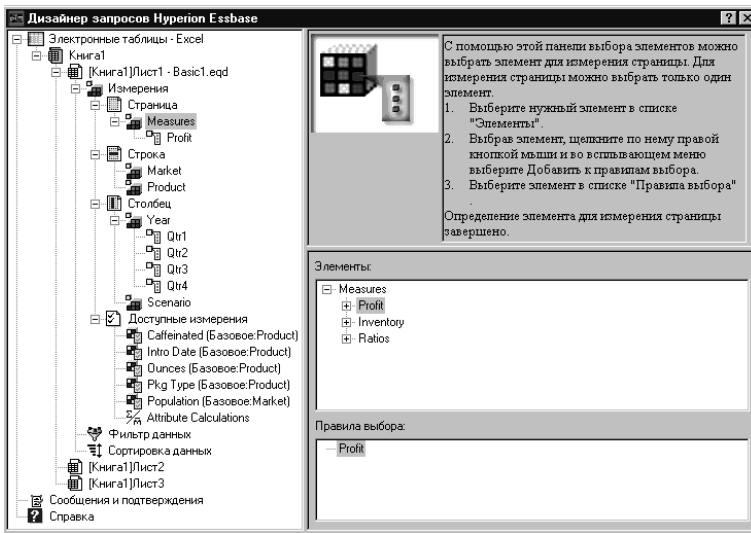 Дизайнер запросов Hyperion Essbase
Электронные таблицы - Excel
Книга1
[Книга1]Лист1 - Basic1.eqd
Измерения
Страница
Measures
Profit
Строка
Market
Product
Столбец
Year
Qtr1
Qtr2
Qtr3
Qtr4
Scenario
Доступные измерения
Caffeinated (Базовое:Product)
Intro Date (Базовое:Product)
Ounces (Базовое:Product)
Pkg Type (Базовое:Product)
Population (Базовое:Market)
Attribute Calculations
Фильтр данных
Сортировка данных
[Книга1]Лист2
[Книга1]Лист3
Сообщения и подтверждения
Справка
С помощью этой панели выбора элементов можно
выбрать элемент для измерения страницы. Для
измерения страницы можно выбрать только один
элемент.
1. Выберите нужный элемент в списке
"Элементы".
2. Выбрав элемент, щелкните по нему правой
кнопкой мыши и во всплывающем меню
выберите Добавить к правилам выбора.
3. Выберите элемент в списке "Правила выбора"
.
Определение элемента для измерения страницы
завершено.
Элементы:
Measures
Profit
Inventory
Ratios
Правила выбора:
Profit